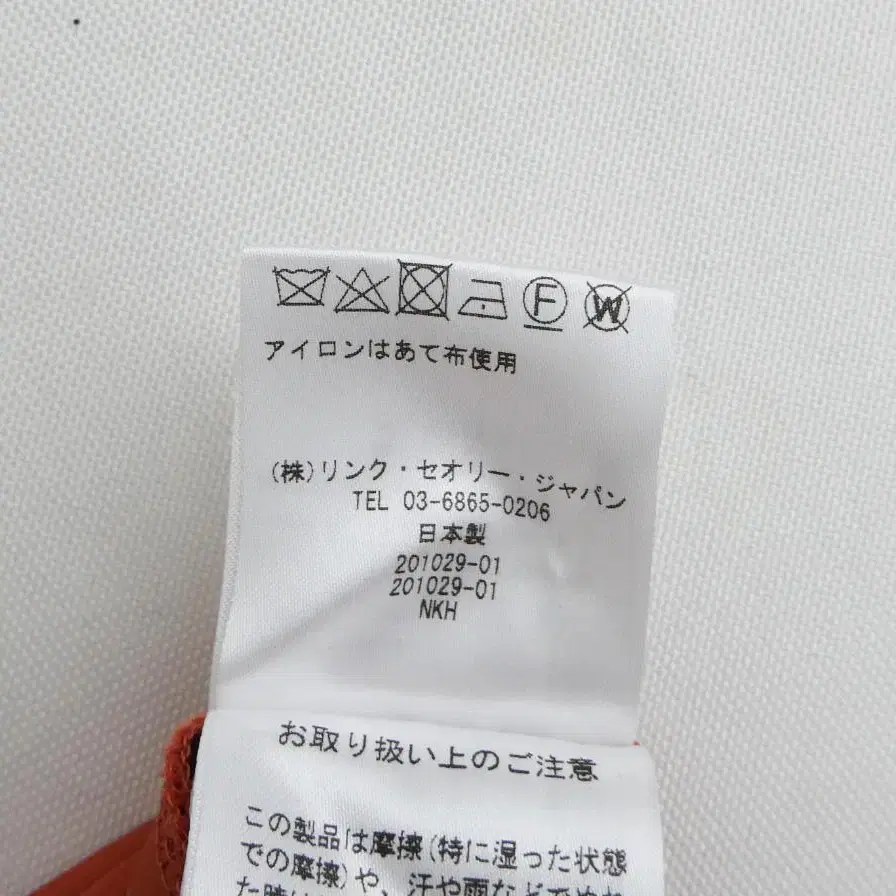 F W
アイロンはあて布使用
(株)リンク・セオリー・ジャパン
TEL 03-6865-0206
日本製
201029-01
201029-01
NKH
お取り扱い上のご注意
この製品は摩擦(特に湿った状態
での摩擦)や、汗や雨などで